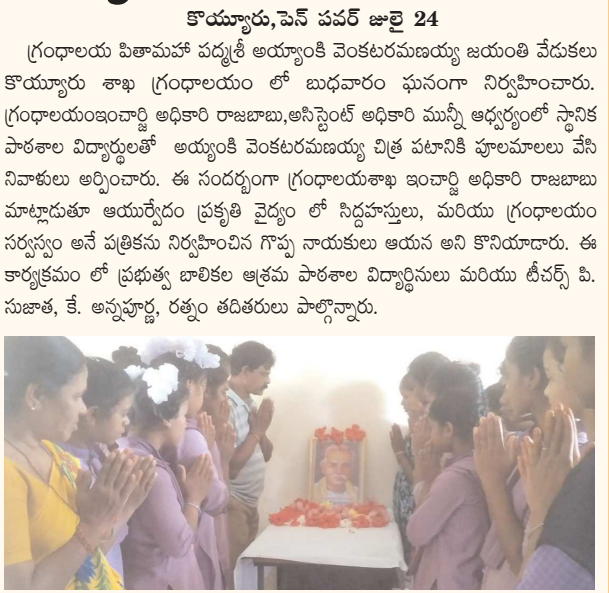 కొయ్యూరు,పెన్ పవర్ జులై 24
గ్రంధాలయ పితామహా పద్మశ్రీ అయ్యాంకి వెంకటరమణయ్య జయంతి వేడుకలు
కొయ్యూరు శాఖ గ్రంధాలయం లో బుధవారం ఘనంగా నిర్వహించారు.
గ్రంధాలయంఇంచార్జి అధికారి రాజబాబు,అసిస్టెంట్ అధికారి మున్నీ ఆధ్వర్యంలో స్థానిక
పాఠశాల విద్యార్థులతో అయ్యంకి వెంకటరమణయ్య చిత్ర పటానికి పూలమాలలు వేసి
నివాళులు అర్పించారు. ఈ సందర్భంగా గ్రంధాలయశాఖ ఇంచార్జి అధికారి రాజబాబు
మాట్లాడుతూ ఆయుర్వేదం ప్రకృతి వైద్యం లో సిద్దహస్తులు, మరియు గ్రంధాలయం
సర్వస్వం అనే పత్రికను నిర్వహించిన గొప్ప నాయకులు ఆయన అని కొనియాడారు. ఈ
కార్యక్రమం లో ప్రభుత్వ బాలికల ఆశ్రమ పాఠశాల విద్యార్థినులు మరియు టీచర్స్ పి.
సుజాత, కే. అన్నపూర్ణ, రత్నం తదితరులు పాల్గొన్నారు.